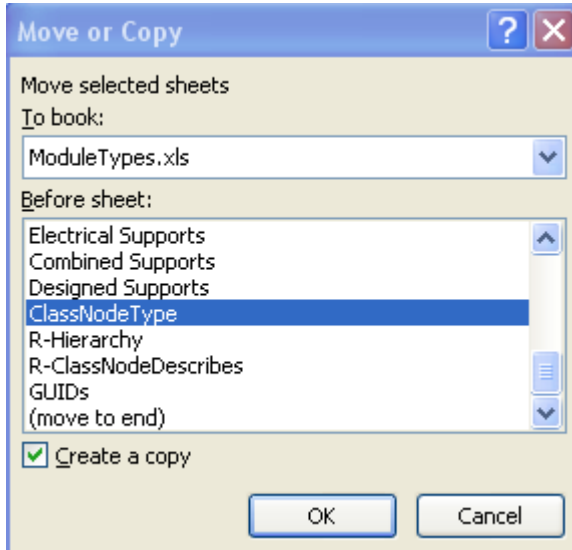 Move or Copy ?
Move selected sheets
To book:
ModuleTypes.xls
Before sheet:
Electrical Supports
Combined Supports
Designed Supports
ClassNodeType
R-Hierarchy
R-ClassNodeDescribes
GUIDs
(move to end)
Create a copy
OK Cancel